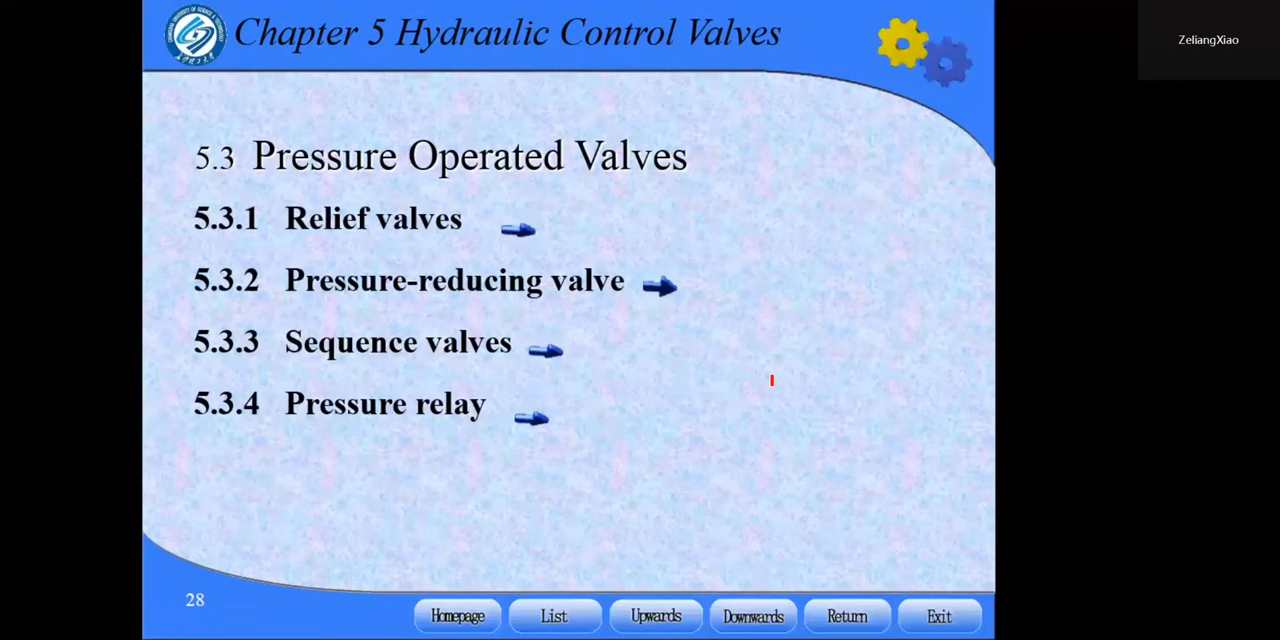 Chapter 5 Hydraulic Control Valves
ZeliangXiao
5.3 Pressure Operated Valves
5.3.1 Relief valves
5.3.2 Pressure-reducing valve
5.3.3 Sequence valves
5.3.4 Pressure relay
28
Homepage List Upwards Downwards Return Exit